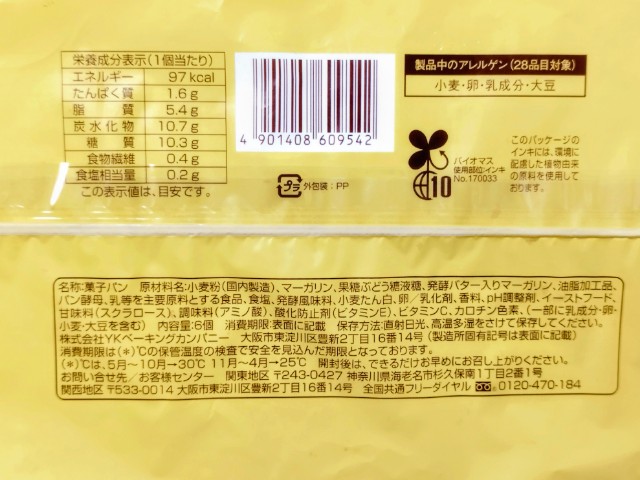 栄養成分表示(1個当たり)
エネルギー 97kcal
たんぱく質 1.6g
脂質 5.4g
炭水化物 10.7g
糖質 10.3g
食物繊維 0.4g
食塩相当量 0.2g
この表示値は、目安です。
4 901408 609542
プラ 外包装:PP
製品中のアレルゲン(28品目対象)
小麦・卵・乳成分・大豆
バイオマス
使用部位:インキ
No.170033
10
このパッケージの
インキには、環境に
配慮した植物由来
の原料を使用して
おります。
名称:菓子パン 原材料名:小麦粉(国内製造)、マーガリン、果糖ぶどう糖液糖、発酵バター入りマーガリン、油脂加工品、
パン酵母、乳等を主要原料とする食品、食塩、発酵風味料、小麦たん白、卵/乳化剤、香料、pH調整剤、イーストフード、
甘味料(スクラロース)、調味料(アミノ酸)、酸化防止剤(ビタミンE)、ビタミンC、カロチン色素、(一部に乳成分・卵・
小麦・大豆を含む) 内容量:6個 消費期限:表面に記載 保存方法:直射日光、高温多湿をさけて保存してください。
株式会社YKベーキングカンパニー 大阪市東淀川区豊新2丁目16番14号(製造所固有記号は表面に記載)
消費期限は(*)℃の保管温度の検査で安全を見込んだ期限となっております。
(*)℃は、5月〜10月→30℃ 11月〜4月→25℃ 開封後は、できるだけお早めにお召し上がりください。
お問い合せ先/お客様センター 関東地区 〒243-0427 神奈川県海老名市杉久保南1丁目2番1号
関西地区 〒533-0014 大阪市東淀川区豊新2丁目16番14号 全国共通フリーダイヤル 0120-470-184